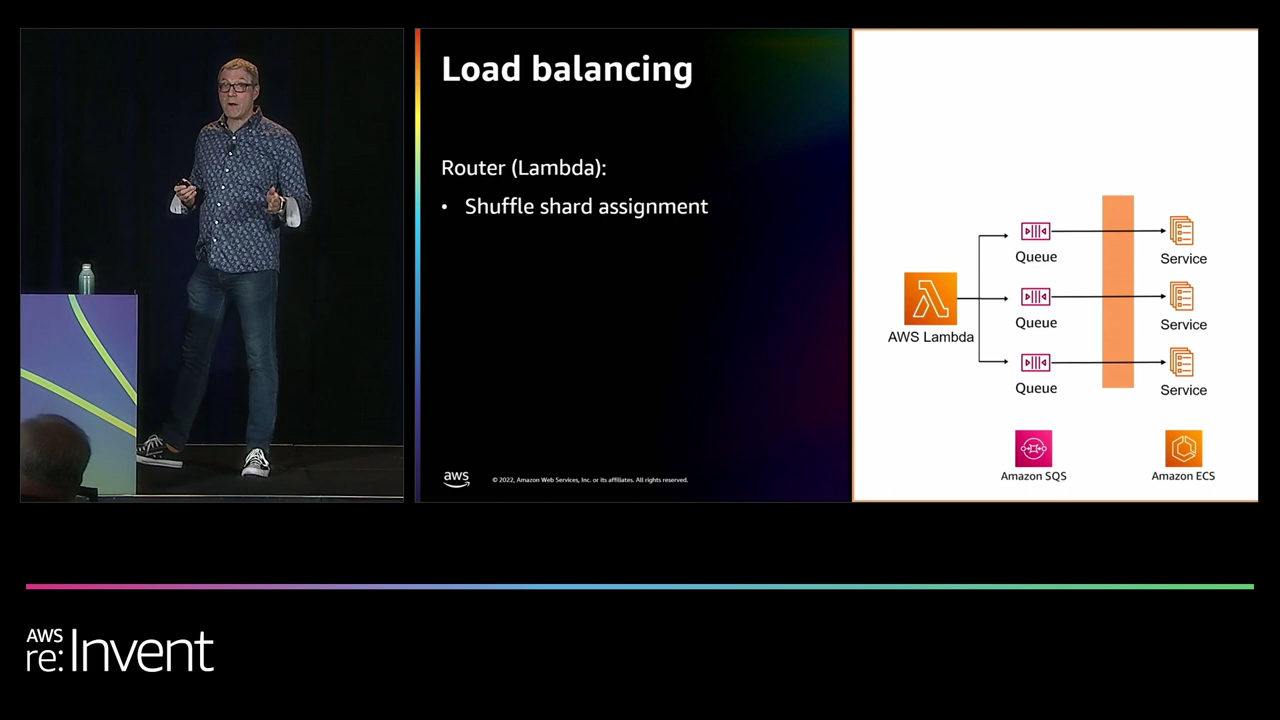 Load balancing
Router (Lambda):
• Shuffle shard assignment
aws
© 2022, Amazon Web Services, Inc. or its affiliates. All rights reserved.
AWS Lambda
Queue
Service
Queue
Service
Queue
Service
Amazon SQS
Amazon ECS
AWS
re:Invent